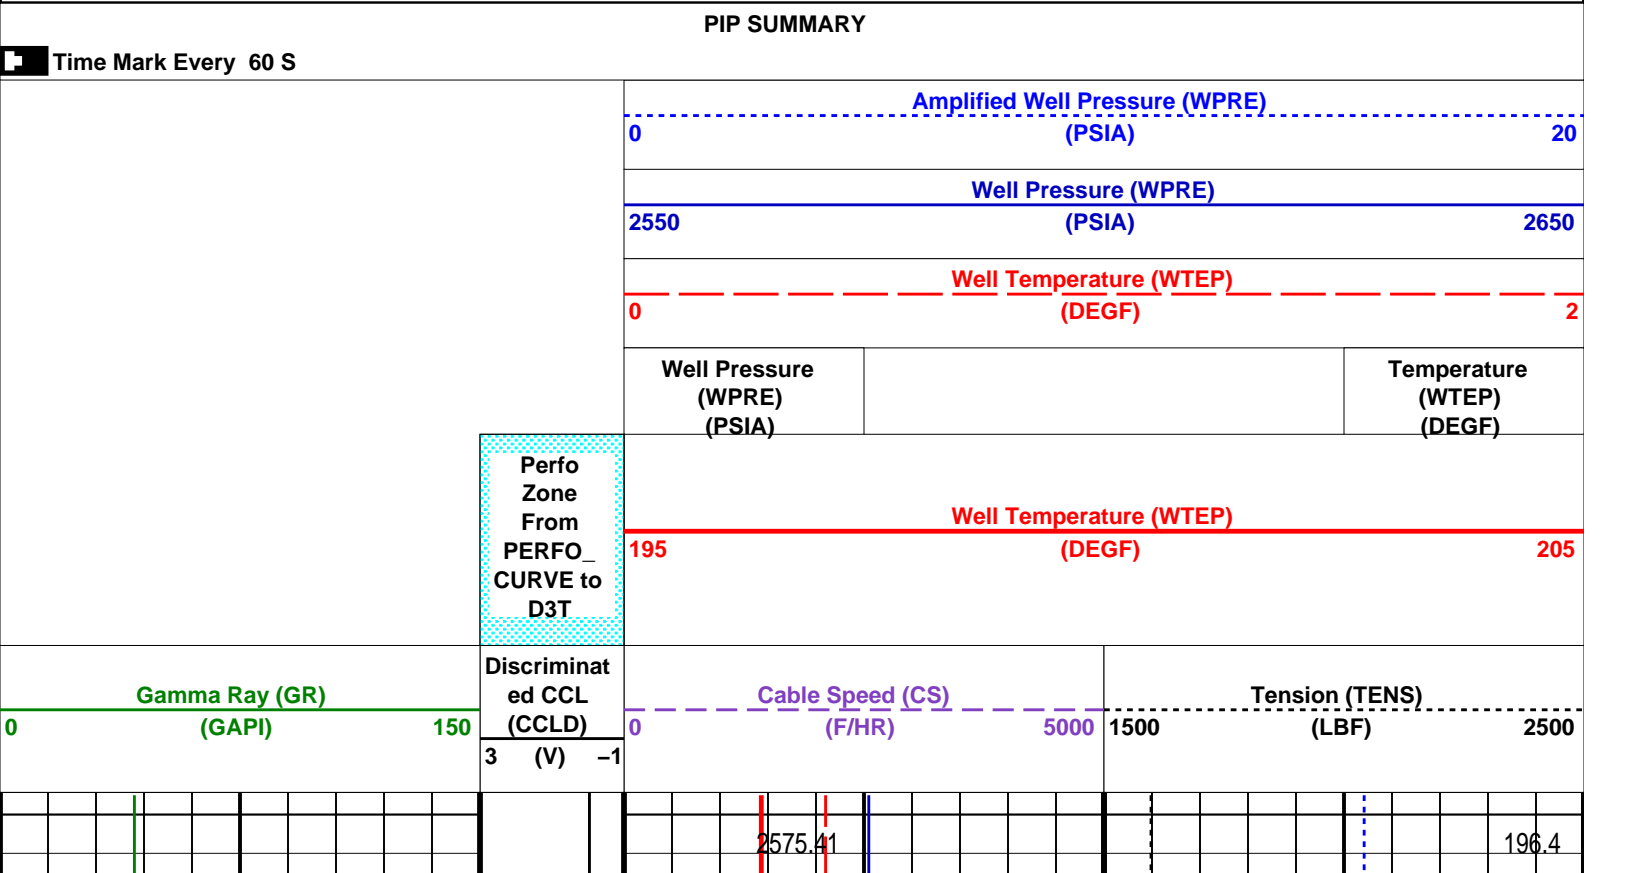 PIP SUMMARY
Time Mark Every 60 S
Amplified Well Pressure (WPRE)
0 (PSIA) 20
Well Pressure (WPRE)
2550 (PSIA) 2650
Well Temperature (WTEP)
0 (DEGF) 2
Well Pressure
(WPRE)
(PSIA)
Temperature
(WTEP)
(DEGF)
Perfo
Zone
From
PERFO_
CURVE to
D3T
Well Temperature (WTEP)
195 (DEGF) 205
Gamma Ray (GR)
0 (GAPI) 150
Discriminat
ed CCL
(CCLD)
3 (V) −1
Cable Speed (CS)
0 (F/HR) 5000
Tension (TENS)
1500 (LBF) 2500
2575.41 196.4